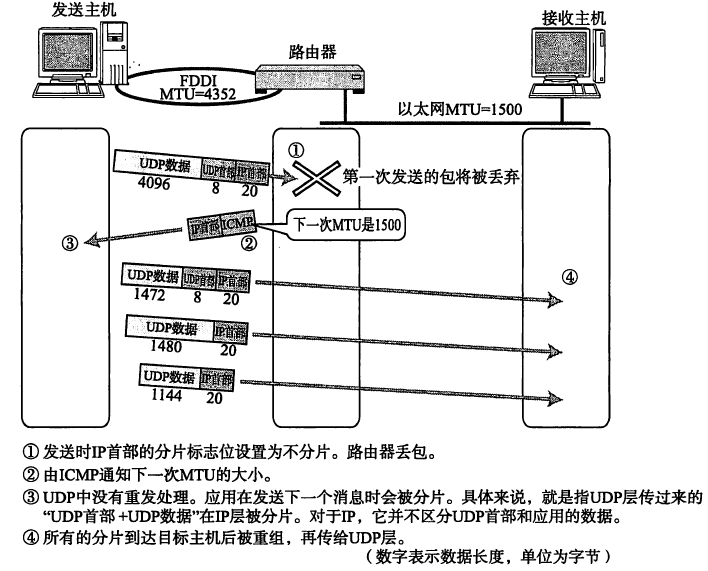 发送主机
接收主机
路由器
FDDI
MTU=4352
以太网MTU=1500
①
UDP数据 UDP首部 IP首部
4096 8 20
第一次发送的包将被丢弃
IP首部 ICMP
下一次MTU是1500
②
③
④
UDP数据 UDP首部 IP首部
1472 8 20
UDP数据 IP首部
1480 20
UDP数据 IP首部
1144 20
① 发送时IP首部的分片标志位设置为不分片。路由器丢包。
② 由ICMP通知下一次MTU的大小。
③ UDP中没有重发处理。应用在发送下一个消息时会被分片。具体来说，就是指UDP层传过来的
“UDP首部+UDP数据”在IP层被分片。对于IP，它并不区分UDP首部和应用的数据。
④ 所有的分片到达目标主机后被重组，再传给UDP层。
（数字表示数据长度，单位为字节）